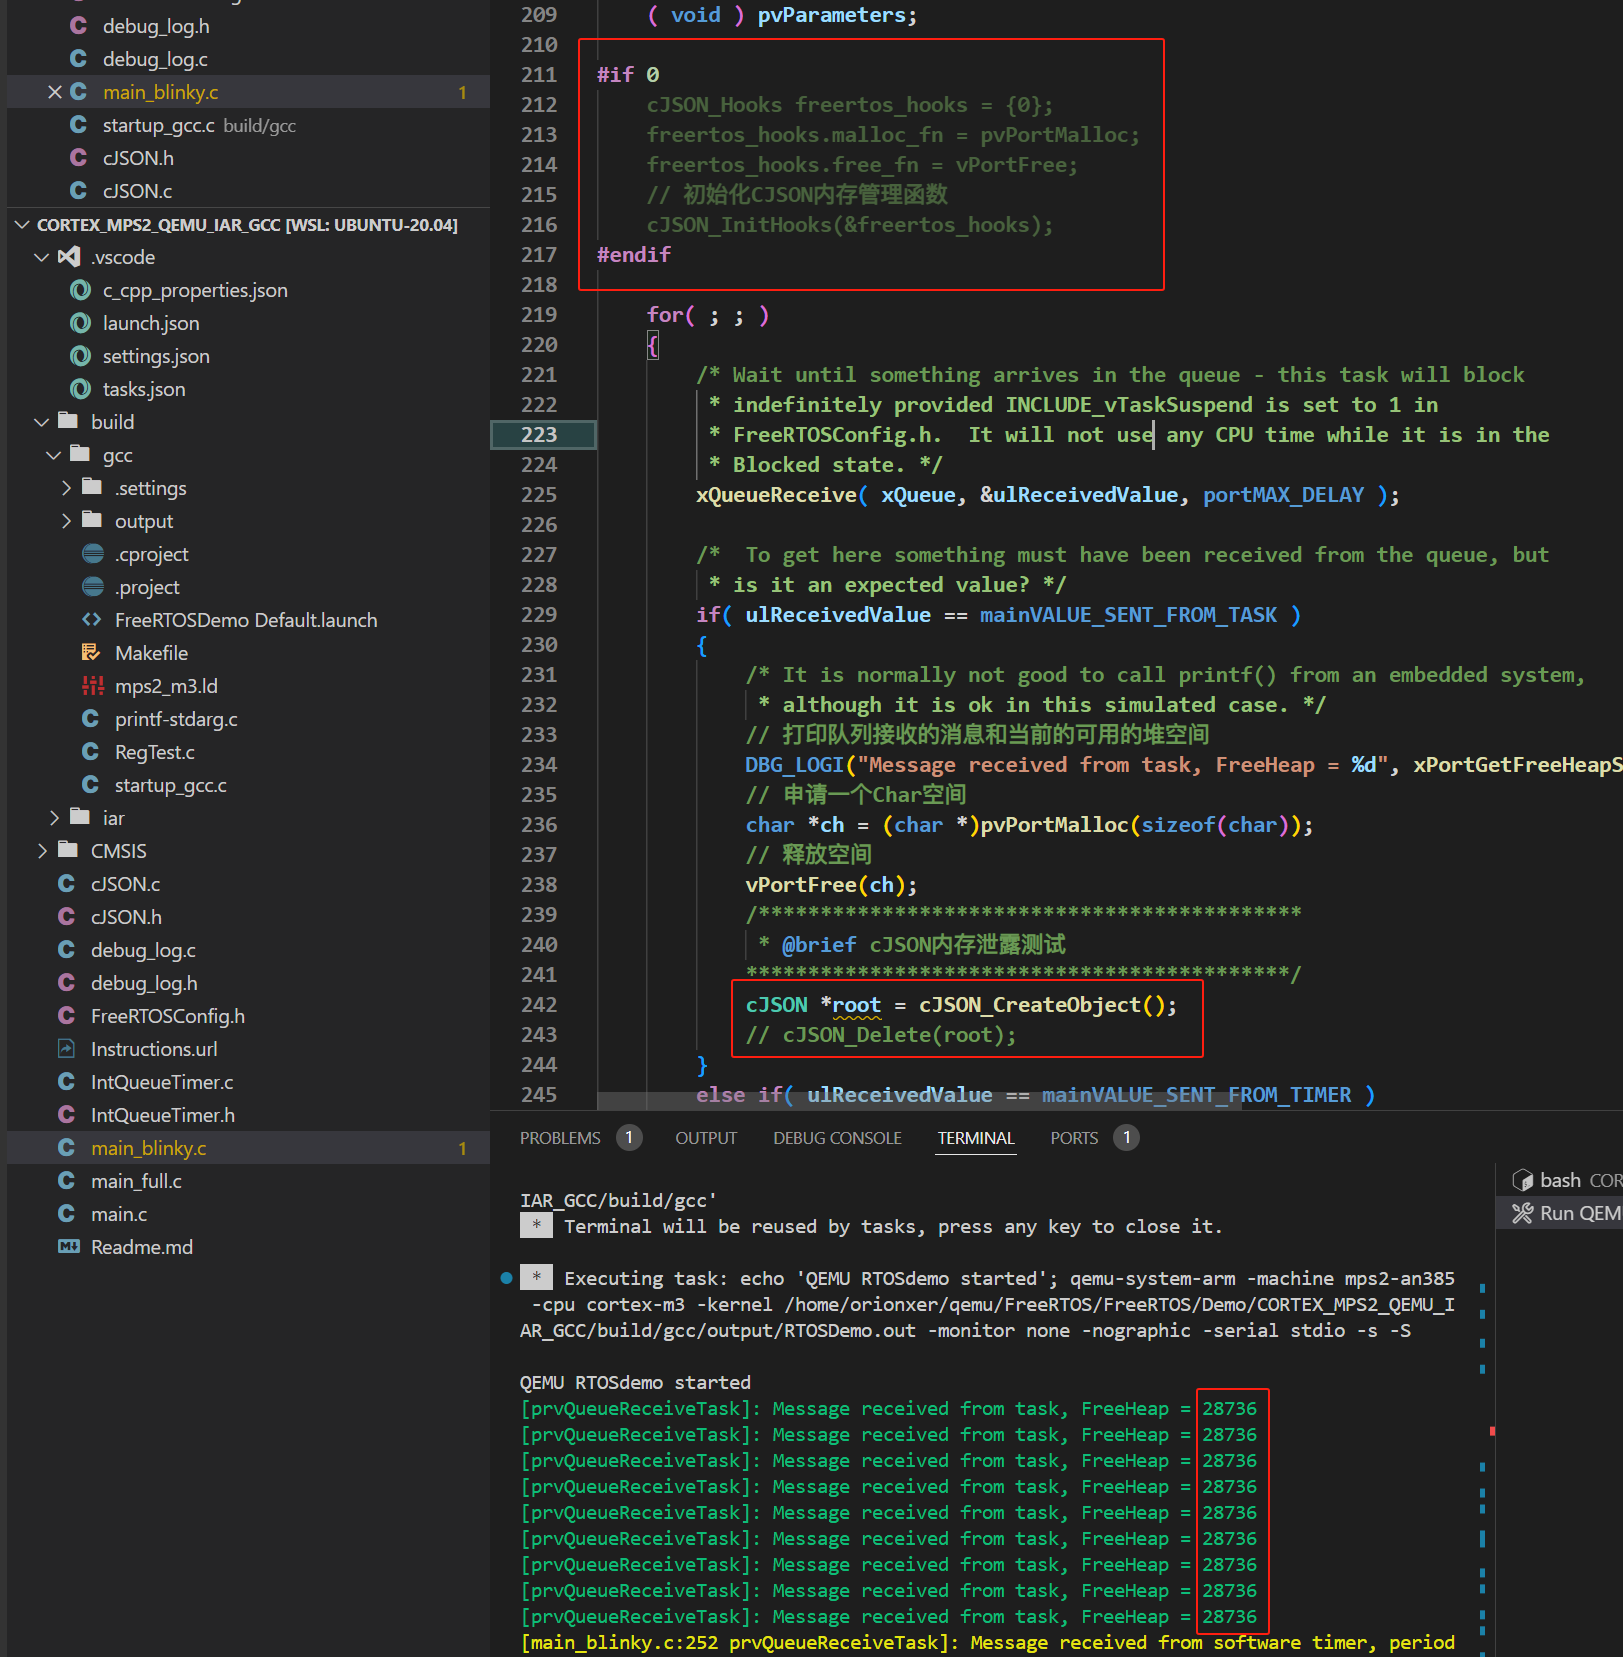 debug_log.h
debug_log.c
main_blinky.c 1
startup_gcc.c build/gcc
cJSON.h
cJSON.c
CORTEX_MPS2_QEMU_IAR_GCC [WSL: UBUNTU-20.04]
.vscode
c_cpp_properties.json
launch.json
settings.json
tasks.json
build
gcc
.settings
output
.cproject
.project
FreeRTOSDemo Default.launch
Makefile
mps2_m3.ld
printf-stdarg.c
RegTest.c
startup_gcc.c
iar
CMSIS
cJSON.c
cJSON.h
debug_log.c
debug_log.h
FreeRTOSConfig.h
Instructions.url
IntQueueTimer.c
IntQueueTimer.h
main_blinky.c 1
main_full.c
main.c
Readme.md
209 ( void ) pvParameters;
210
211 #if 0
212 cJSON_Hooks freertos_hooks = {0};
213 freertos_hooks.malloc_fn = pvPortMalloc;
214 freertos_hooks.free_fn = vPortFree;
215 // 初始化CJSON内存管理函数
216 cJSON_InitHooks(&freertos_hooks);
217 #endif
218
219 for( ; ; )
220 {
221 /* Wait until something arrives in the queue - this task will block
222 * indefinitely provided INCLUDE_vTaskSuspend is set to 1 in
223 * FreeRTOSConfig.h.  It will not use any CPU time while it is in the
224 * Blocked state. */
225 xQueueReceive( xQueue, &ulReceivedValue, portMAX_DELAY );
226
227 /*  To get here something must have been received from the queue, but
228 * is it an expected value? */
229 if( ulReceivedValue == mainVALUE_SENT_FROM_TASK )
230 {
231 /* It is normally not good to call printf() from an embedded system,
232 * although it is ok in this simulated case. */
233 // 打印队列接收的消息和当前的可用的堆空间
234 DBG_LOGI("Message received from task, FreeHeap = %d", xPortGetFreeHeapS
235 // 申请一个Char空间
236 char *ch = (char *)pvPortMalloc(sizeof(char));
237 // 释放空间
238 vPortFree(ch);
239 /********************************************
240 * @brief cJSON内存泄露测试
241 ********************************************/
242 cJSON *root = cJSON_CreateObject();
243 // cJSON_Delete(root);
244 }
245 else if( ulReceivedValue == mainVALUE_SENT_FROM_TIMER )
PROBLEMS 1 OUTPUT DEBUG CONSOLE TERMINAL PORTS 1
IAR_GCC/build/gcc'
* Terminal will be reused by tasks, press any key to close it.
* Executing task: echo 'QEMU RTOSdemo started'; qemu-system-arm -machine mps2-an385
-cpu cortex-m3 -kernel /home/orionxer/qemu/FreeRTOS/FreeRTOS/Demo/CORTEX_MPS2_QEMU_I
AR_GCC/build/gcc/output/RTOSDemo.out -monitor none -nographic -serial stdio -s -S
QEMU RTOSdemo started
[prvQueueReceiveTask]: Message received from task, FreeHeap = 28736
[prvQueueReceiveTask]: Message received from task, FreeHeap = 28736
[prvQueueReceiveTask]: Message received from task, FreeHeap = 28736
[prvQueueReceiveTask]: Message received from task, FreeHeap = 28736
[prvQueueReceiveTask]: Message received from task, FreeHeap = 28736
[prvQueueReceiveTask]: Message received from task, FreeHeap = 28736
[prvQueueReceiveTask]: Message received from task, FreeHeap = 28736
[prvQueueReceiveTask]: Message received from task, FreeHeap = 28736
[prvQueueReceiveTask]: Message received from task, FreeHeap = 28736
[main_blinky.c:252 prvQueueReceiveTask]: Message received from software timer, period
bash COR
Run QEM